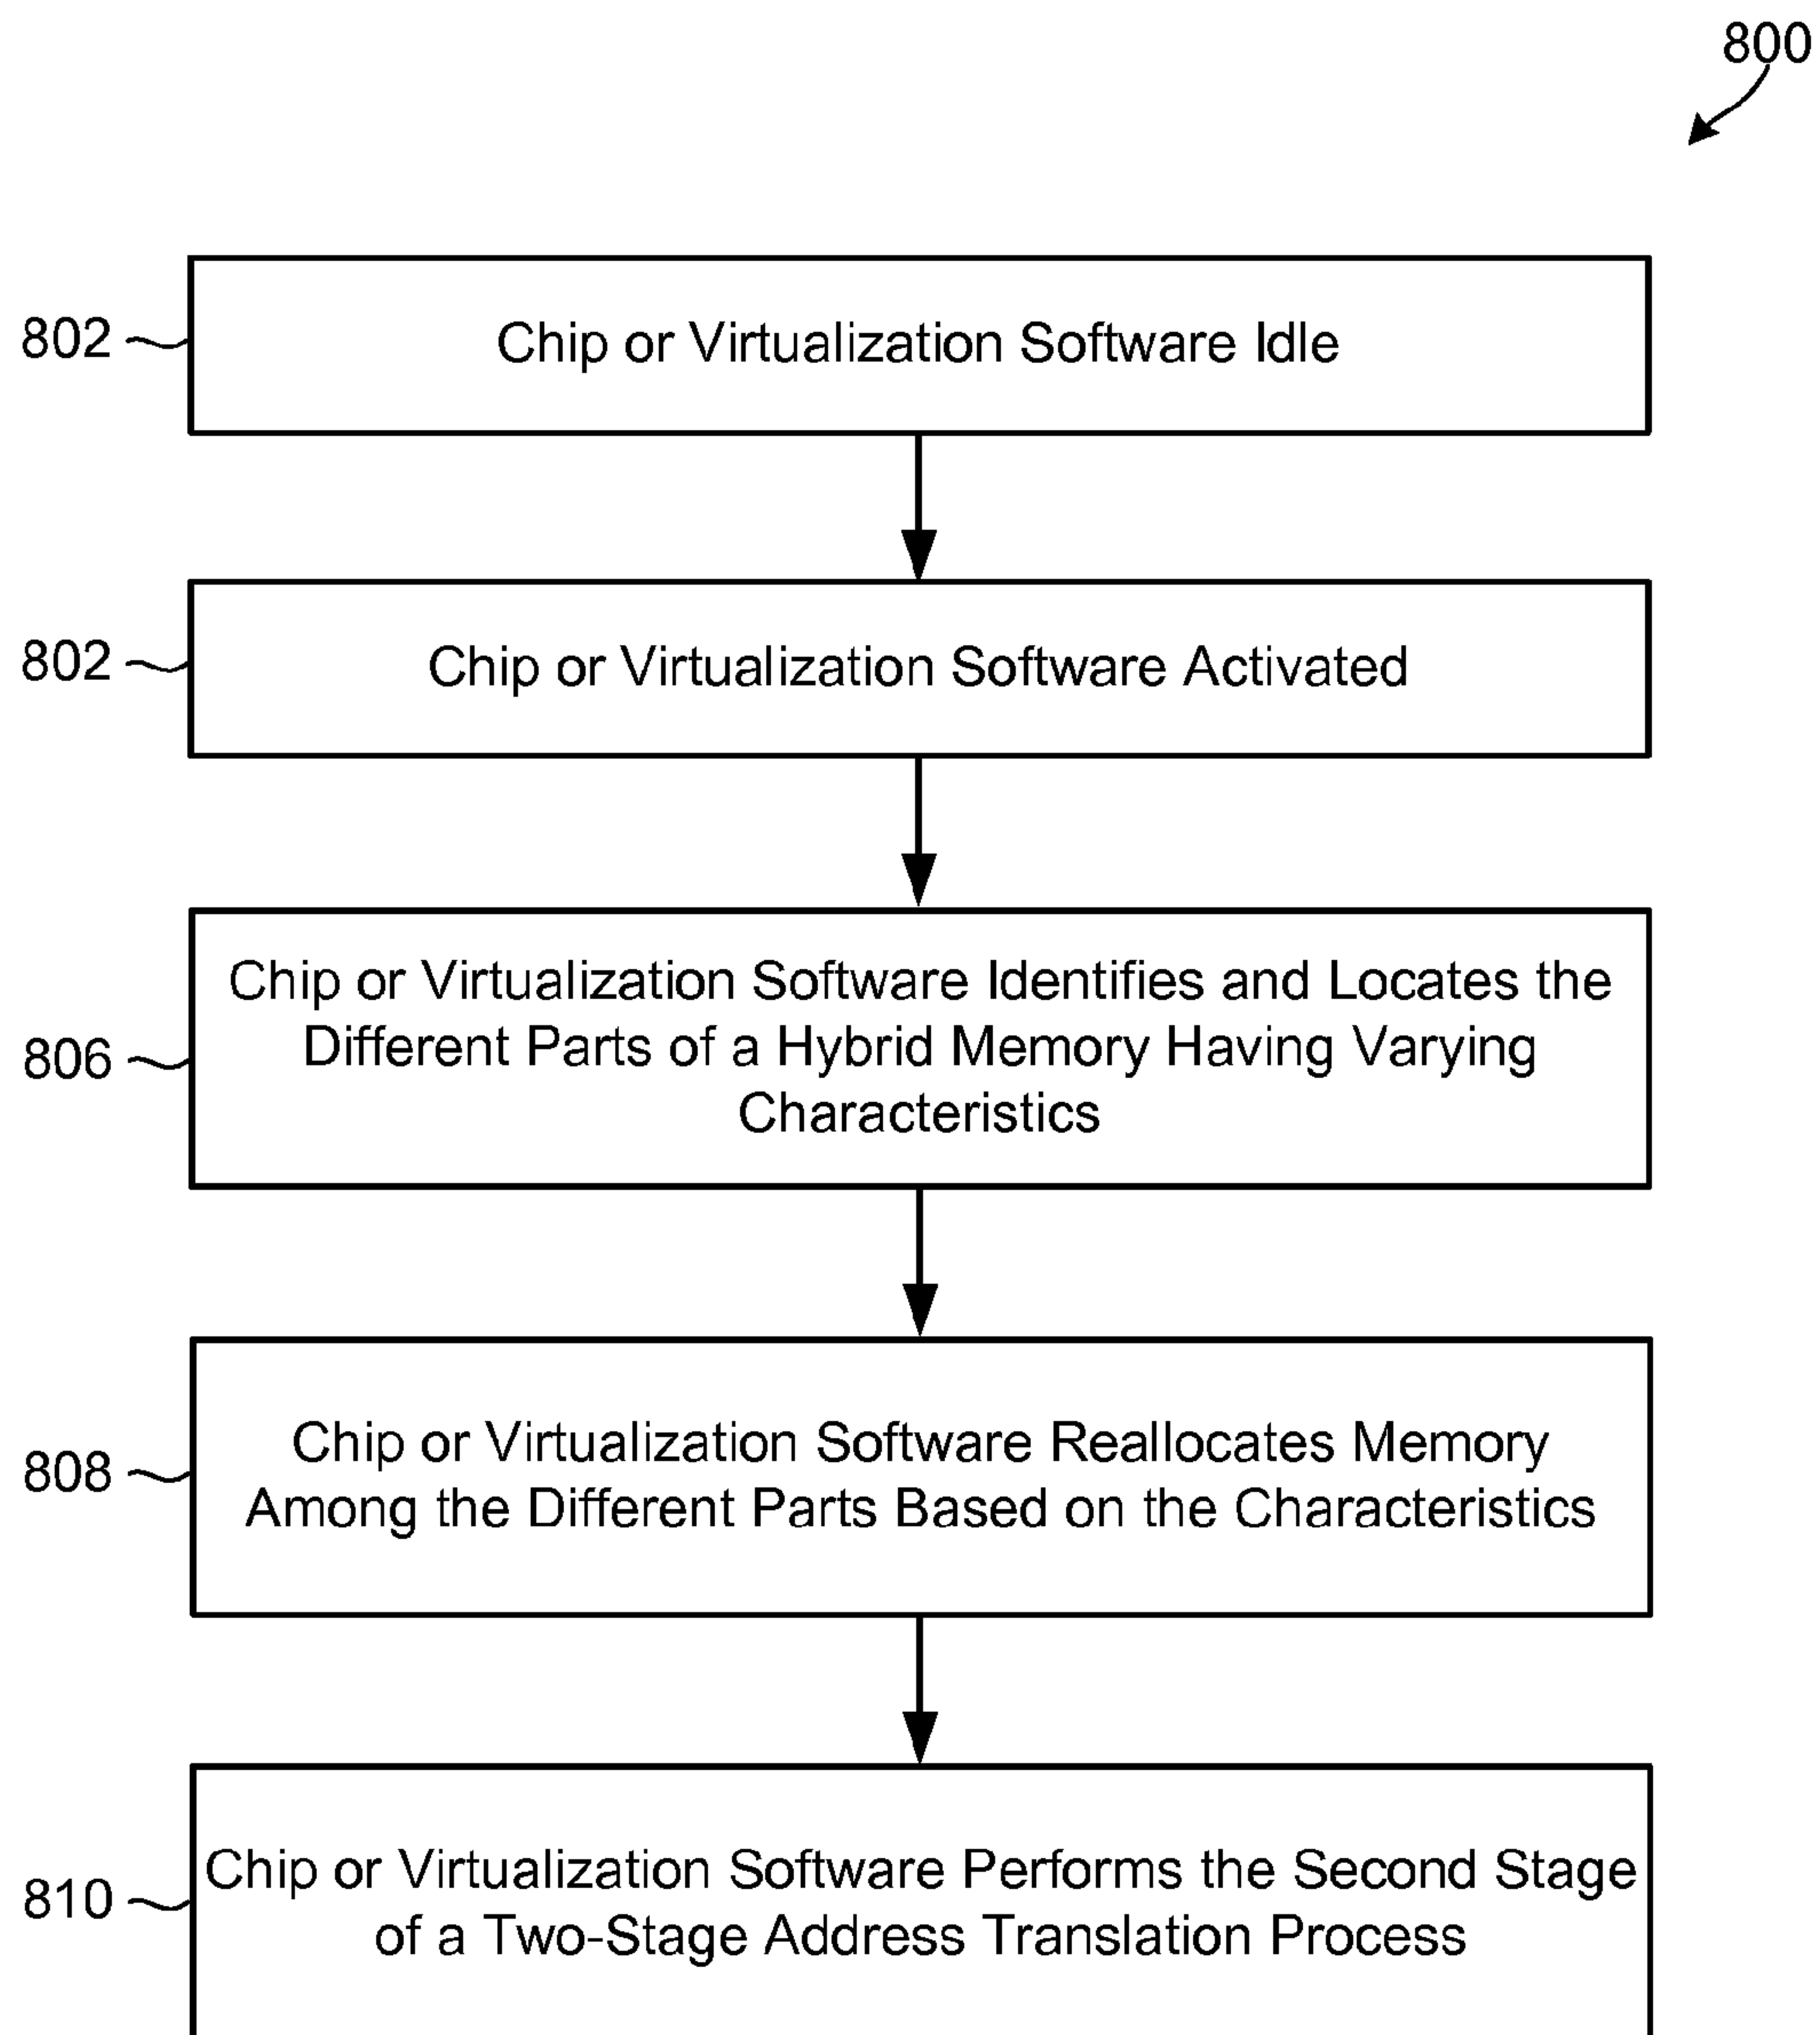 800
802
Chip or Virtualization Software Idle
802
Chip or Virtualization Software Activated
806
Chip or Virtualization Software Identifies and Locates the
Different Parts of a Hybrid Memory Having Varying
Characteristics
808
Chip or Virtualization Software Reallocates Memory
Among the Different Parts Based on the Characteristics
810
Chip or Virtualization Software Performs the Second Stage
of a Two-Stage Address Translation Process